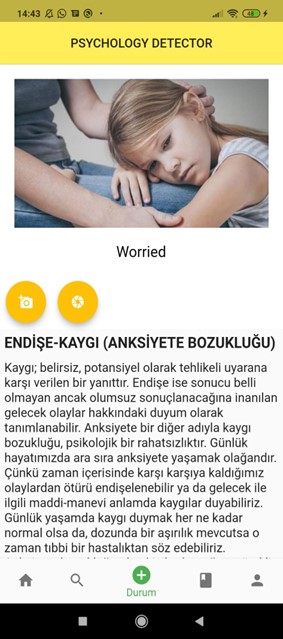 14:43
48
PSYCHOLOGY DETECTOR
Worried
ENDİŞE-KAYGI (ANKSİYETE BOZUKLUĞU)
Kaygı; belirsiz, potansiyel olarak tehlikeli uyarana
karşı verilen bir yanıttır. Endişe ise sonucu belli
olmayan ancak olumsuz sonuçlanacağına inanılan
gelecek olaylar hakkındaki duyum olarak
tanımlanabilir. Anksiyete bir diğer adıyla kaygı
bozukluğu, psikolojik bir rahatsızlıktır. Günlük
hayatımızda ara sıra anksiyete yaşamak olağandır.
Çünkü zaman içerisinde karşı karşıya kaldığımız
olaylardan ötürü endişelenebilir ya da gelecek ile
ilgili maddi-manevi anlamda kaygılar duyabiliriz.
Günlük yaşamda kaygı duymak her ne kadar
normal olsa da, dozunda bir aşırılık mevcutsa o
zaman tıbbi bir hastalıktan söz edebiliriz.
Durum